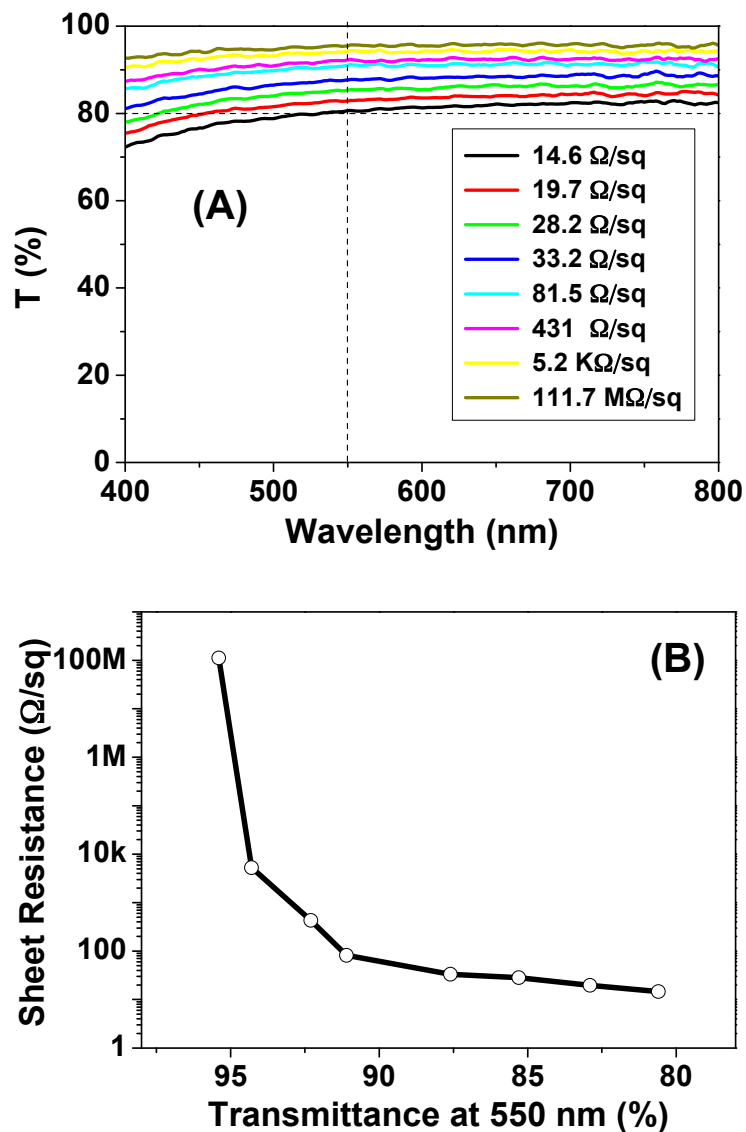 100
80
60
40
20
0
T (%)
(A)
14.6 Ω/sq
19.7 Ω/sq
28.2 Ω/sq
33.2 Ω/sq
81.5 Ω/sq
431 Ω/sq
5.2 KΩ/sq
111.7 MΩ/sq
400 500 600 700 800
Wavelength (nm)
(B)
100M
1M
10k
100
1
Sheet Resistance (Ω/sq)
95 90 85 80
Transmittance at 550 nm (%)